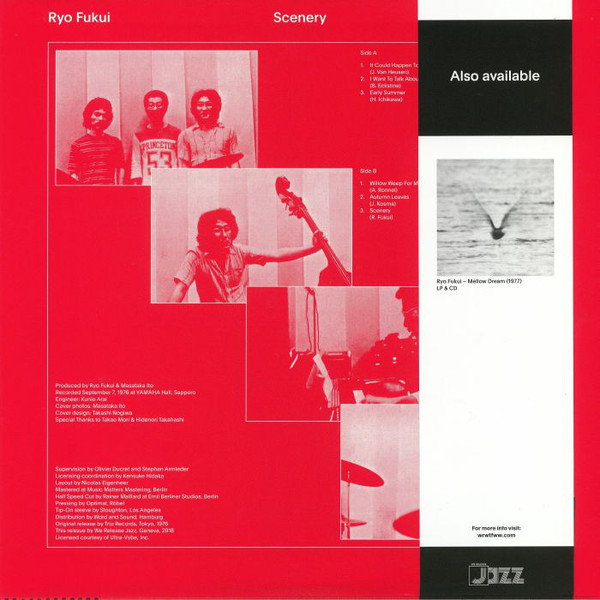 Ryo Fukui
Scenery
Side A
1. It Could Happen T
(J. Van Heusen)
2. I Want To Talk Abou
(B. Eckstine)
3. Early Summer
(H. Ichikawa)
PRINCETON
53
Side B
1. Willow Weep For M
(A. Ronnel)
2. Autumn Leaves
(J. Kosma)
3. Scenery
(R. Fukui)
Produced by Ryo Fukui & Masataka Ito
Recorded September 7, 1976 at YAMAHA Hall, Sapporo
Engineer: Kunio Arai
Cover photos: Masataka Ito
Cover design: Takashi Nogiwa
Special Thanks to Takao Mori & Hidenori Takahashi
Supervision by Olivier Ducret and Stephan Armleder
Licensing coordination by Kensuke Hidaka
Layout by Nicolas Eigenheer
Mastered at Music Matters Mastering, Berlin
Half Speed Cut by Rainer Maillard at Emil Berliner Studios, Berlin
Pressing by Optimal, Röbel
Tip-On sleeve by Stoughton, Los Angeles
Distribution by Word and Sound, Hamburg
Original release by Trio Records, Tokyo, 1976
This reissue by We Release Jazz, Geneva, 2018
Licensed courtesy of Ultra-Vybe, Inc.
Also available
Ryo Fukui – Mellow Dream (1977)
LP & CD
For more info visit:
wrwtfww.com
WE RELEASE
JAZZ